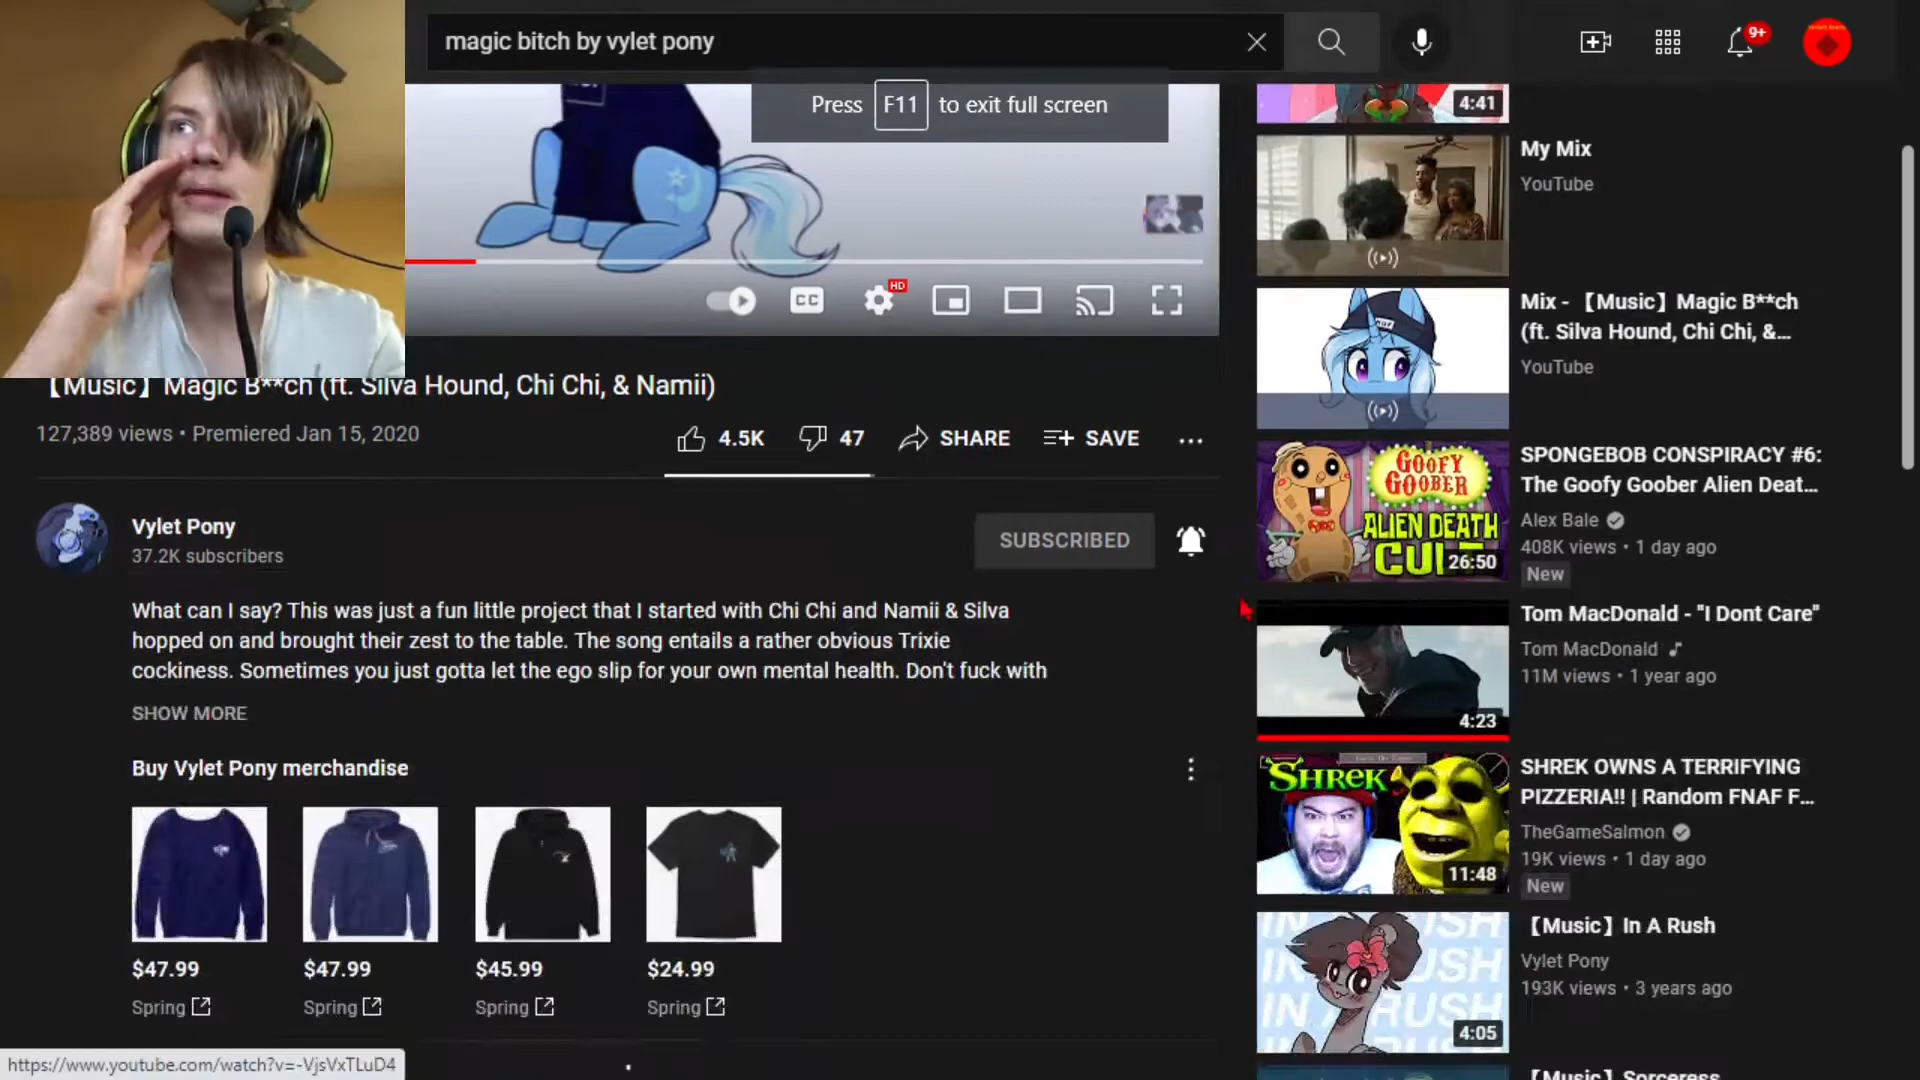 magic bitch by vylet pony
9+
Press F11 to exit full screen
HD
CC
【Music】Magic B**ch (ft. Silva Hound, Chi Chi, & Namii)
127,389 views • Premiered Jan 15, 2020
4.5K
47
SHARE
SAVE
Vylet Pony
37.2K subscribers
SUBSCRIBED
What can I say? This was just a fun little project that I started with Chi Chi and Namii & Silva
hopped on and brought their zest to the table. The song entails a rather obvious Trixie
cockiness. Sometimes you just gotta let the ego slip for your own mental health. Don't fuck with
SHOW MORE
Buy Vylet Pony merchandise
$47.99
$47.99
$45.99
$24.99
Spring
Spring
Spring
Spring
https://www.youtube.com/watch?v=-VjsVxTLuD4
4:41
My Mix
YouTube
Mix - 【Music】Magic B**ch
(ft. Silva Hound, Chi Chi, &...
YouTube
GOOFY
GOOBER
ALIEN DEATH
CULT
26:50
SPONGEBOB CONSPIRACY #6:
The Goofy Goober Alien Deat...
Alex Bale
408K views • 1 day ago
New
4:23
Tom MacDonald - "I Dont Care"
Tom MacDonald
11M views • 1 year ago
SHREK
11:48
SHREK OWNS A TERRIFYING
PIZZERIA!! | Random FNAF F...
TheGameSalmon
19K views • 1 day ago
New
IN A RUSH
4:05
【Music】In A Rush
Vylet Pony
193K views • 3 years ago
【Music】Sorceress